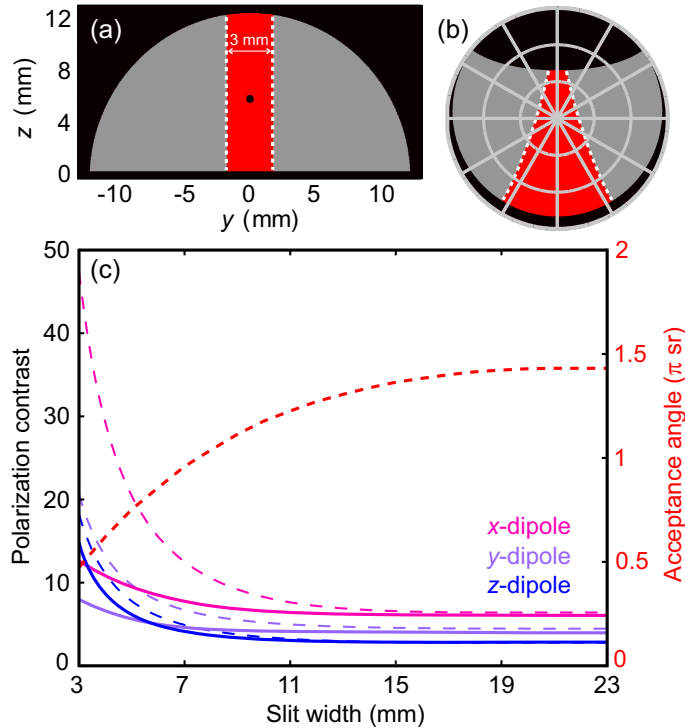 (a)
(b)
3 mm
12
8
4
0
z (mm)
-10
-5
0
5
10
y (mm)
(c)
50
40
30
20
10
0
Polarization contrast
2
1.5
1
0.5
0
Acceptance angle (π sr)
x-dipole
y-dipole
z-dipole
3
7
11
15
19
23
Slit width (mm)